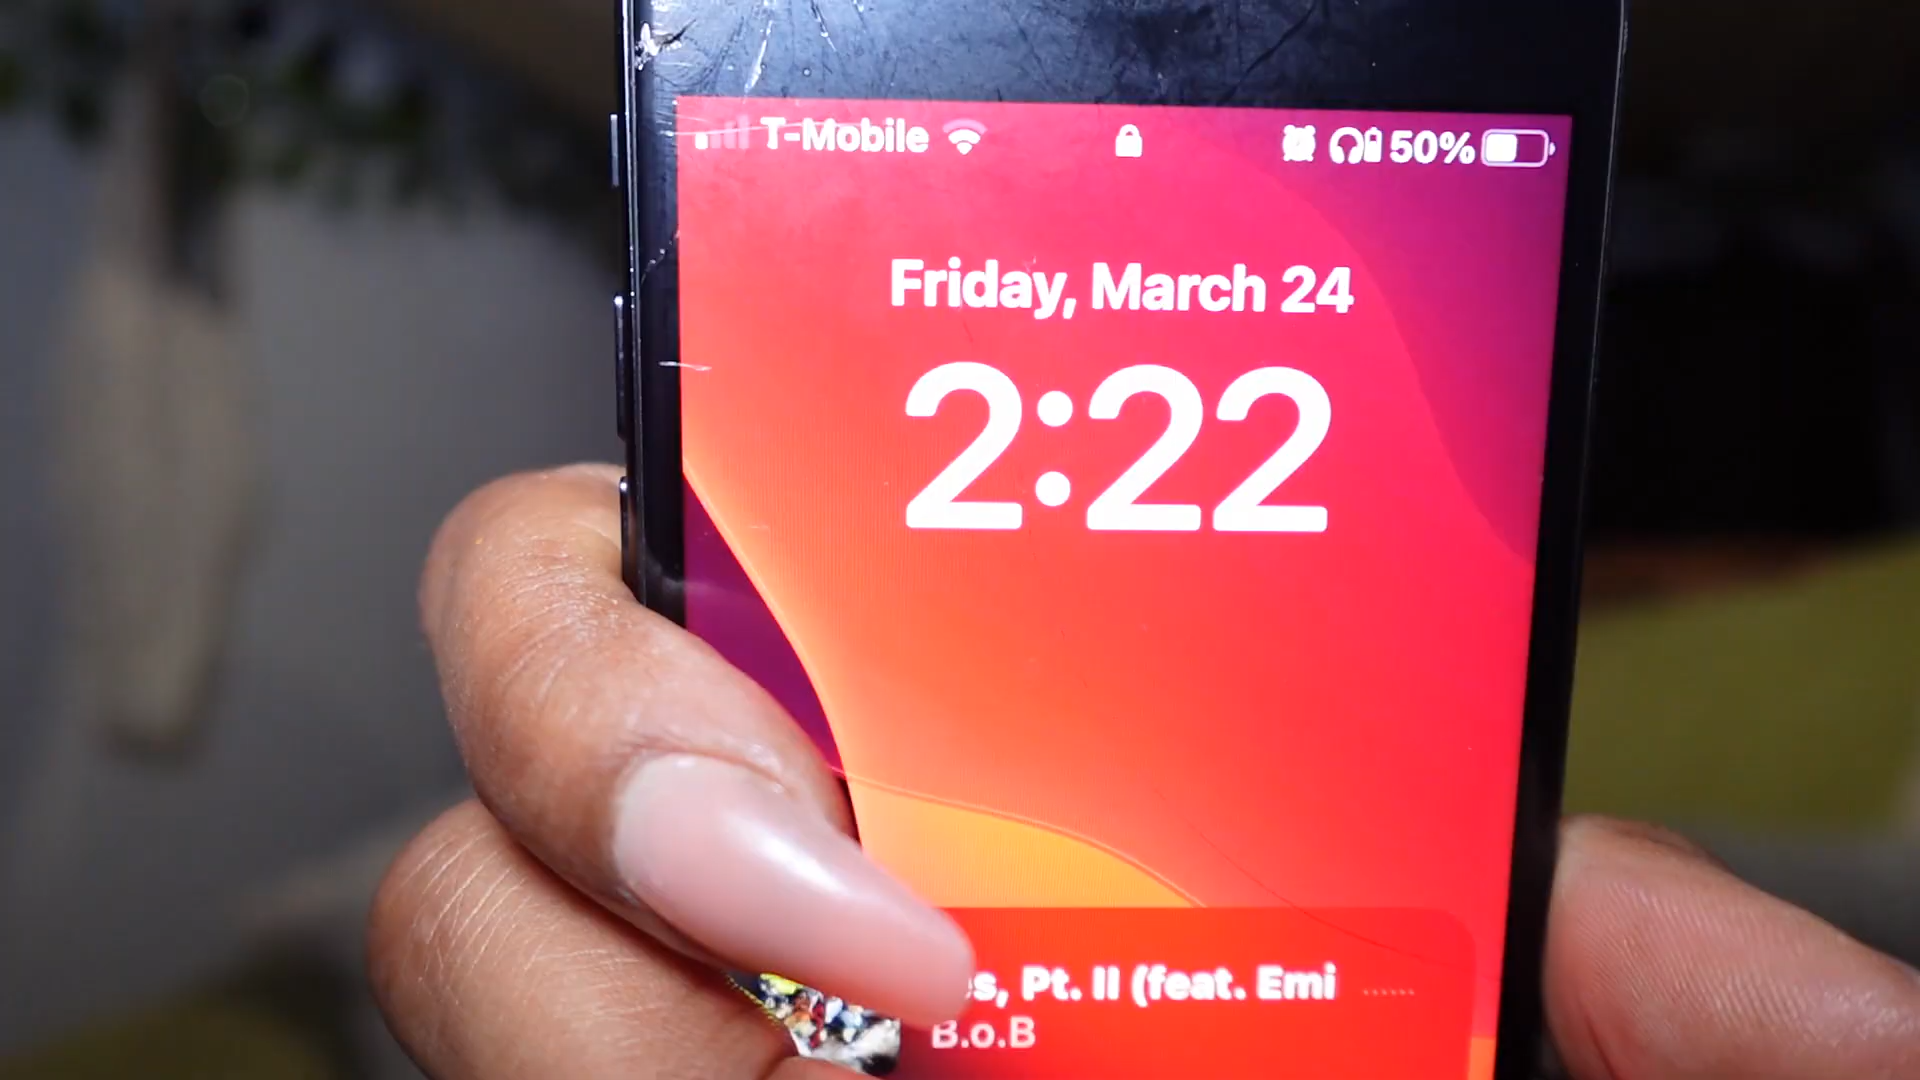 T-Mobile 50%
Friday, March 24
2:22
Pt. II (feat. Emi
B.o.B